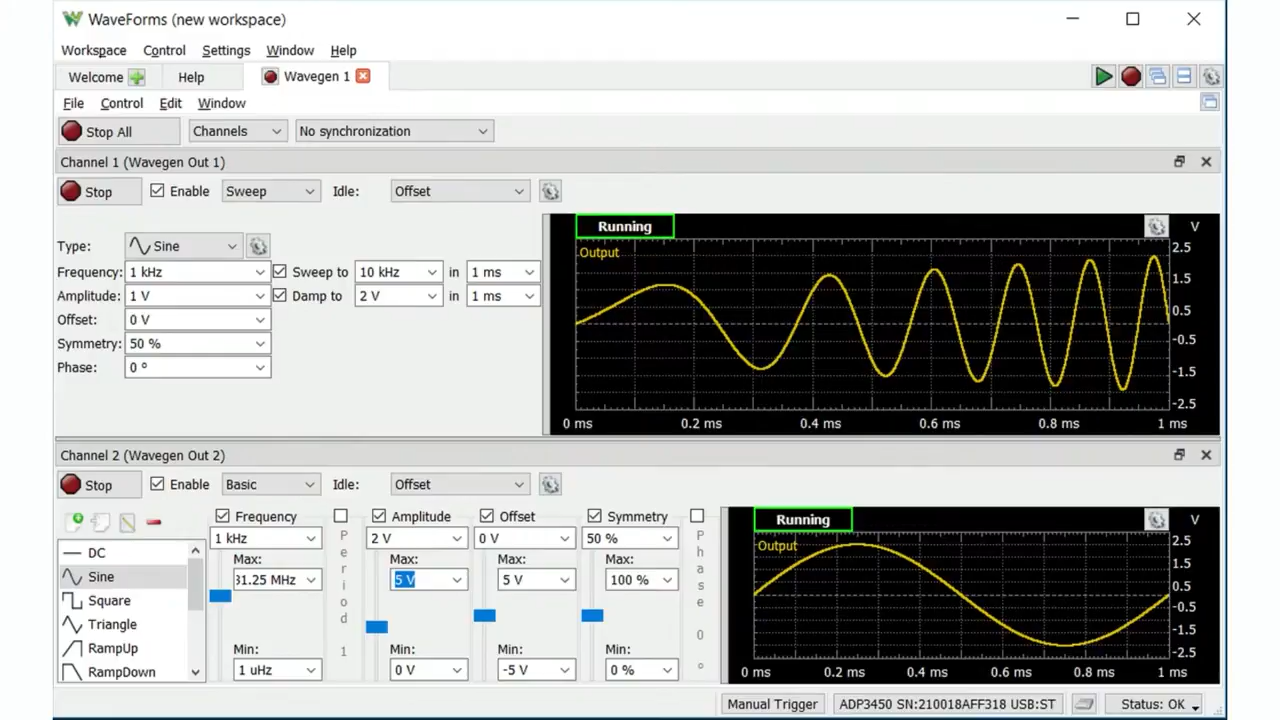 WaveForms (new workspace)
Workspace Control Settings Window Help
Welcome Help Wavegen 1
File Control Edit Window
Stop All Channels No synchronization
Channel 1 (Wavegen Out 1)
Stop Enable Sweep Idle: Offset
Running V
Type: Sine
Output 2.5
Frequency: 1 kHz Sweep to 10 kHz in 1 ms
1.5
Amplitude: 1 V Damp to 2 V in 1 ms
0.5
Offset: 0 V
-0.5
Symmetry: 50 %
Phase: 0 º
-1.5
-2.5
0 ms 0.2 ms 0.4 ms 0.6 ms 0.8 ms 1 ms
Channel 2 (Wavegen Out 2)
Stop Enable Basic Idle: Offset
Frequency Amplitude Offset Symmetry
Running V
1 kHz Period 1 2 V 0 V 50 % Phase 0 º
Output 2.5
DC
Max: Max: Max: Max:
1.5
Sine
31.25 MHz 5 V 5 V 100 %
0.5
Square
-0.5
Triangle
-1.5
RampUp
Min: Min: Min: Min:
-2.5
RampDown
1 uHz 0 V -5 V 0 %
0 ms 0.2 ms 0.4 ms 0.6 ms 0.8 ms 1 ms
Manual Trigger ADP3450 SN:210018AFF318 USB:ST Status: OK